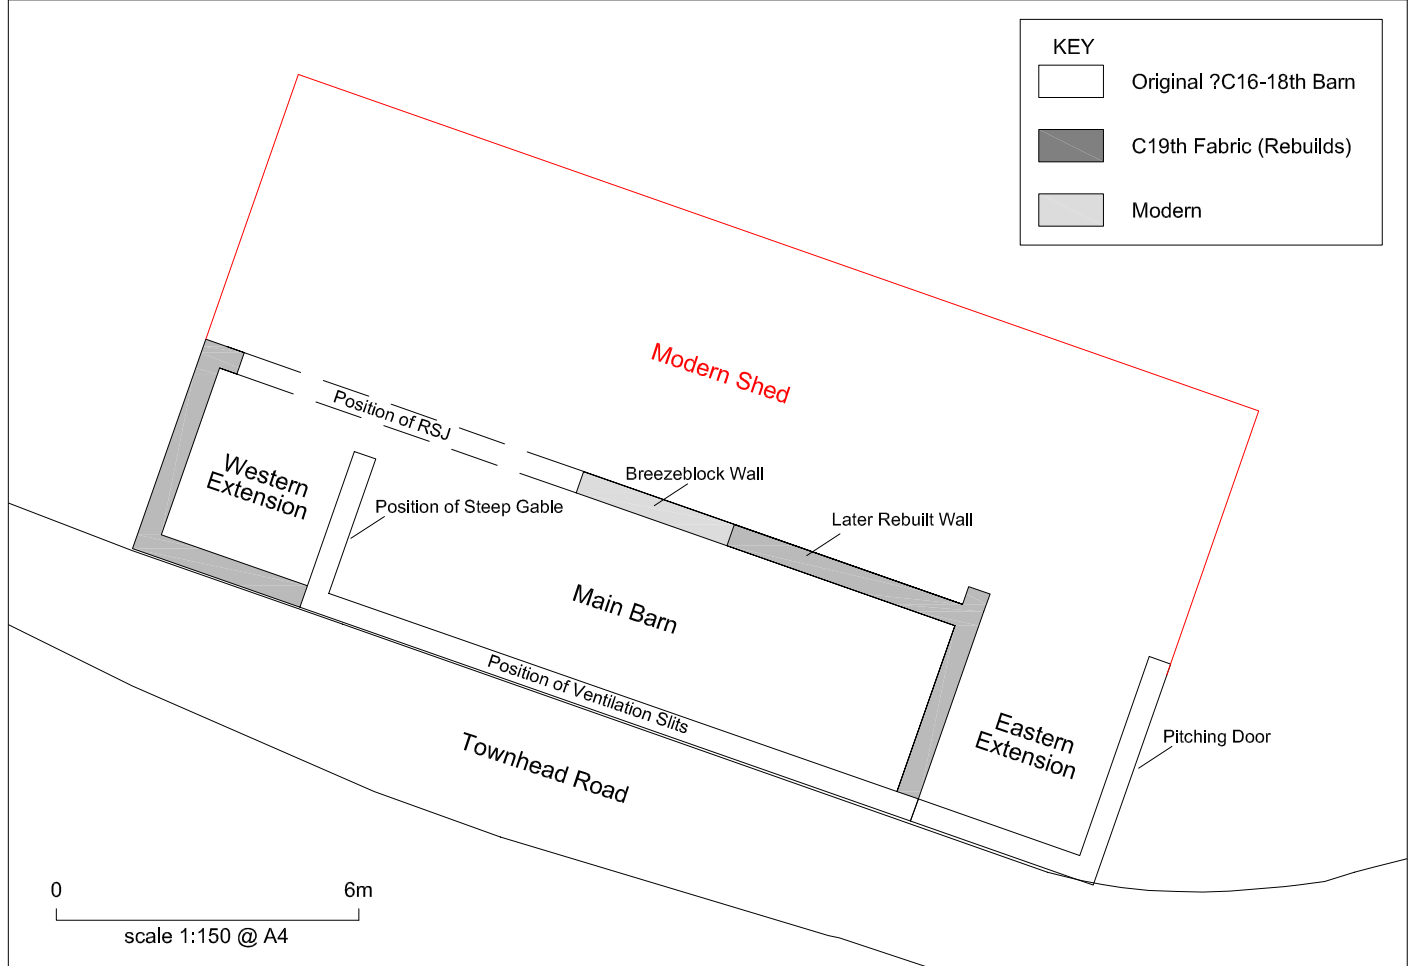 KEY
Original ?C16-18th Barn
C19th Fabric (Rebuilds)
Modern
Modern Shed
Position of RSJ
Western
Extension
Breezeblock Wall
Position of Steep Gable
Later Rebuilt Wall
Main Barn
Position of Ventilation Slits
Eastern
Extension
Pitching Door
Townhead Road
0 6m
scale 1:150 @ A4